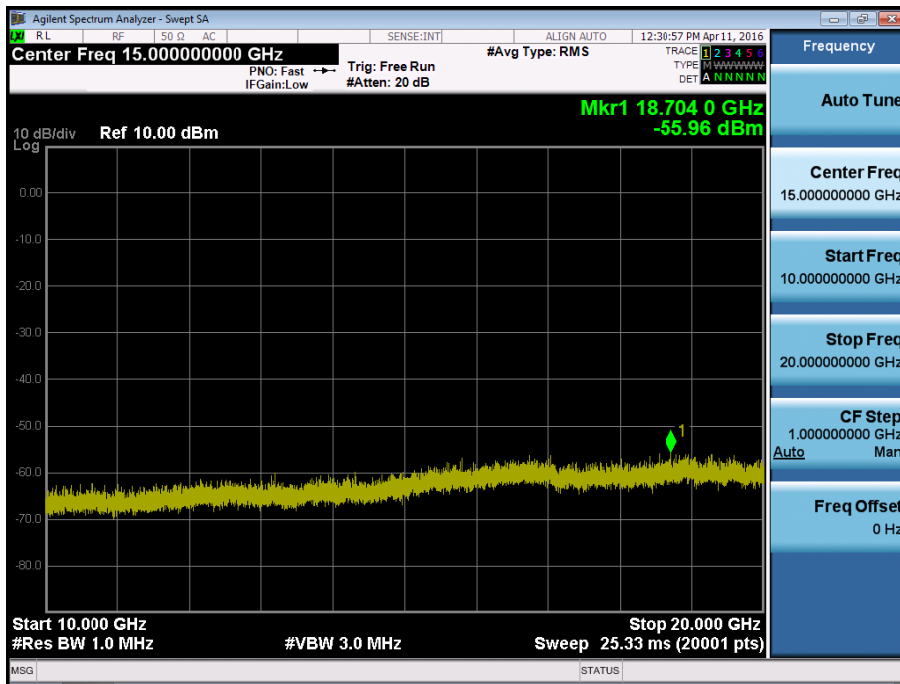 Agilent Spectrum Analyzer - Swept SA
LXI RL RF 50 Ω AC SENSE:INT ALIGN AUTO 12:30:57 PM Apr 11, 2016
Center Freq 15.000000000 GHz
PNO: Fast
IFGain:Low
Trig: Free Run
#Atten: 20 dB
#Avg Type: RMS
TRACE 1 2 3 4 5 6
TYPE M WWWWW
DET A N N N N N
Mkr1 18.704 0 GHz
-55.96 dBm
10 dB/div Ref 10.00 dBm
Log
0.00
-10.0
-20.0
-30.0
-40.0
-50.0
1
-60.0
-70.0
-80.0
Start 10.000 GHz Stop 20.000 GHz
#Res BW 1.0 MHz #VBW 3.0 MHz Sweep 25.33 ms (20001 pts)
MSG STATUS
Frequency
Auto Tune
Center Freq
15.000000000 GHz
Start Freq
10.000000000 GHz
Stop Freq
20.000000000 GHz
CF Step
1.000000000 GHz
Auto Man
Freq Offset
0 Hz